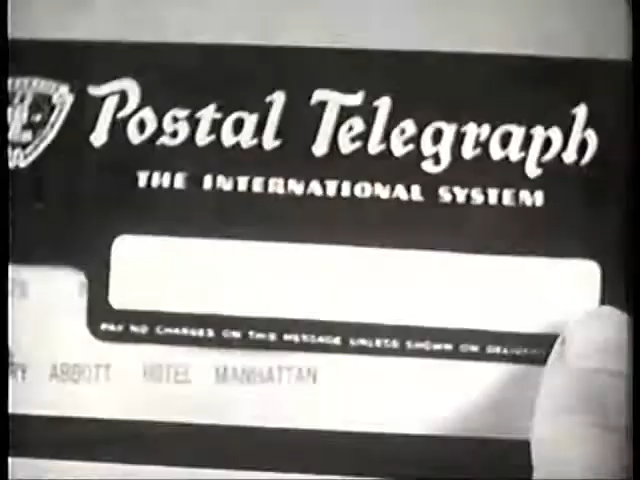 Postal Telegraph
THE INTERNATIONAL SYSTEM
PAY NO CHARGES ON THIS MESSAGE UNLESS SHOWN ON
ABBOTT HOTEL MANHATTAN